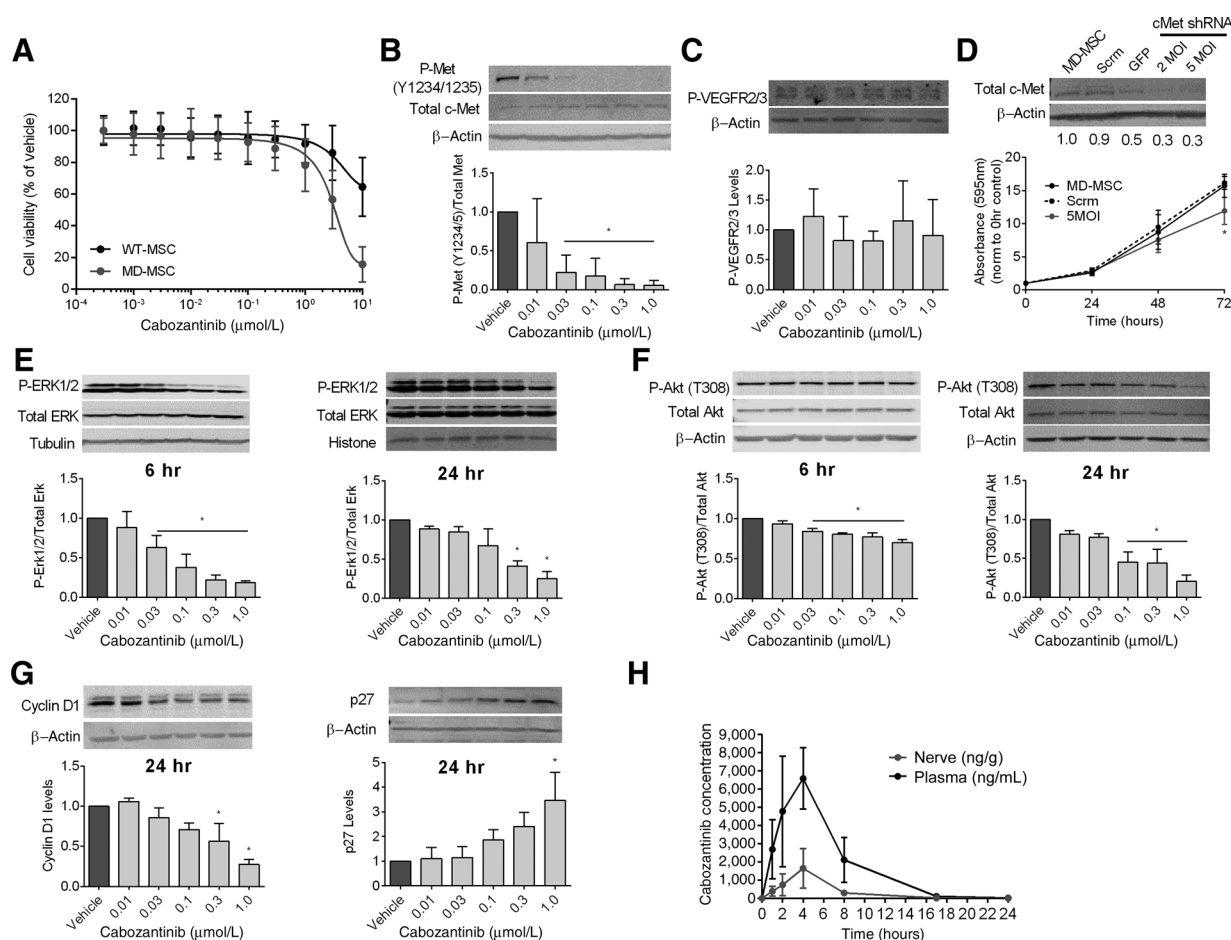 A
Cell viability (% of vehicle)
120
100
80
60
40
20
0
WT-MSC
MD-MSC
10⁻⁴ 10⁻³ 10⁻² 10⁻¹ 10⁰ 10¹
Cabozantinib (μmol/L)
B
P-Met
(Y1234/1235)
Total c-Met
β−Actin
P-Met (Y1234/5)/Total Met
1.5
1.0
0.5
0.0
*
Vehicle 0.01 0.03 0.1 0.3 1.0
Cabozantinib (μmol/L)
C
P-VEGFR2/3
β−Actin
P-VEGFR2/3 Levels
2.0
1.5
1.0
0.5
0.0
Vehicle 0.01 0.03 0.1 0.3 1.0
Cabozantinib (μmol/L)
D
cMet shRNA
MD-MSC Scrm GFP 2 MOI 5 MOI
Total c-Met
β−Actin
1.0 0.9 0.5 0.3 0.3
Absorbance (595nm)
(norm to 0hr control)
20
15
10
5
0
MD-MSC
Scrm
5MOI
*
0 24 48 72
Time (hours)
E
P-ERK1/2
Total ERK
Tubulin
6 hr
P-Erk1/2/Total Erk
1.5
1.0
0.5
0.0
*
Vehicle 0.01 0.03 0.1 0.3 1.0
Cabozantinib (μmol/L)
P-ERK1/2
Total ERK
Histone
24 hr
P-Erk1/2/Total Erk
1.5
1.0
0.5
0.0
* *
Vehicle 0.01 0.03 0.1 0.3 1.0
Cabozantinib (μmol/L)
F
P-Akt (T308)
Total Akt
β−Actin
6 hr
P-Akt (T308)/Total Akt
1.5
1.0
0.5
0.0
*
Vehicle 0.01 0.03 0.1 0.3 1.0
Cabozantinib (μmol/L)
P-Akt (T308)
Total Akt
β−Actin
24 hr
P-Akt (T308)/Total Akt
1.5
1.0
0.5
0.0
*
Vehicle 0.01 0.03 0.1 0.3 1.0
Cabozantinib (μmol/L)
G
Cyclin D1
β−Actin
24 hr
Cyclin D1 levels
1.5
1.0
0.5
0.0
* *
Vehicle 0.01 0.03 0.1 0.3 1.0
Cabozantinib (μmol/L)
p27
β−Actin
24 hr
p27 Levels
5
4
3
2
1
0
*
Vehicle 0.01 0.03 0.1 0.3 1.0
Cabozantinib (μmol/L)
H
Cabozantinib concentration
9,000
8,000
7,000
6,000
5,000
4,000
3,000
2,000
1,000
0
Nerve (ng/g)
Plasma (ng/mL)
0 2 4 6 8 10 12 14 16 18 20 22 24
Time (hours)